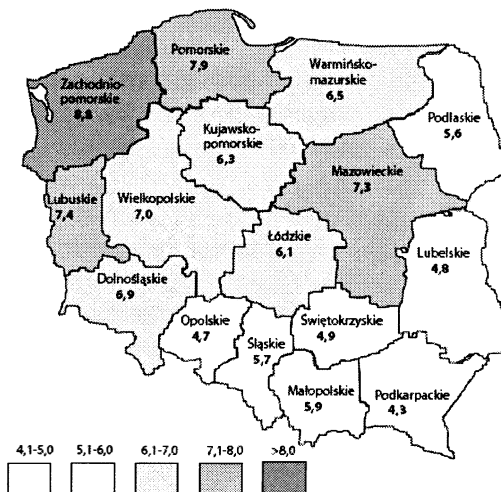 Pomorskie
7,9
Warmińsko-
mazurskie
6,5
Zachodnio-
pomorskie
8,8
Podlaskie
5,6
Kujawsko-
pomorskie
6,3
Mazowieckie
7,3
Lubuskie
7,4
Wielkopolskie
7,0
Łódzkie
6,1
Lubelskie
4,8
Dolnośląskie
6,9
Opolskie
4,7
Śląskie
5,7
Świętokrzyskie
4,9
Małopolskie
5,9
Podkarpackie
4,3
4,1-5,0 5,1-6,0 6,1-7,0 7,1-8,0 >8,0